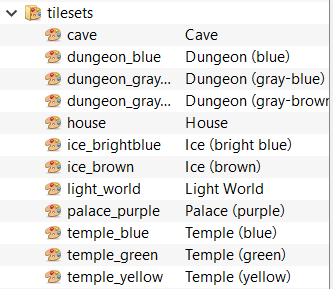 tilesets
cave Cave
dungeon_blue Dungeon (blue)
dungeon_gray... Dungeon (gray-blue)
dungeon_gray... Dungeon (gray-brown
house House
ice_brightblue Ice (bright blue)
ice_brown Ice (brown)
light_world Light World
palace_purple Palace (purple)
temple_blue Temple (blue)
temple_green Temple (green)
temple_yellow Temple (yellow)